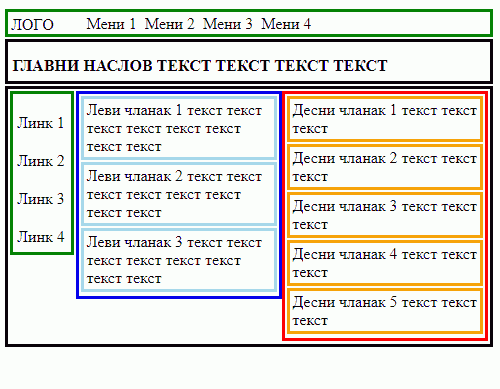 ЛОГО Мени 1 Мени 2 Мени 3 Мени 4
ГЛАВНИ НАСЛОВ ТЕКСТ ТЕКСТ ТЕКСТ ТЕКСТ
Линк 1
Линк 2
Линк 3
Линк 4
Леви чланак 1 текст текст
текст текст текст текст
текст текст
Леви чланак 2 текст текст
текст текст текст текст
текст текст
Леви чланак 3 текст текст
текст текст текст текст
текст текст
Десни чланак 1 текст текст
текст
Десни чланак 2 текст текст
текст
Десни чланак 3 текст текст
текст
Десни чланак 4 текст текст
текст
Десни чланак 5 текст текст
текст